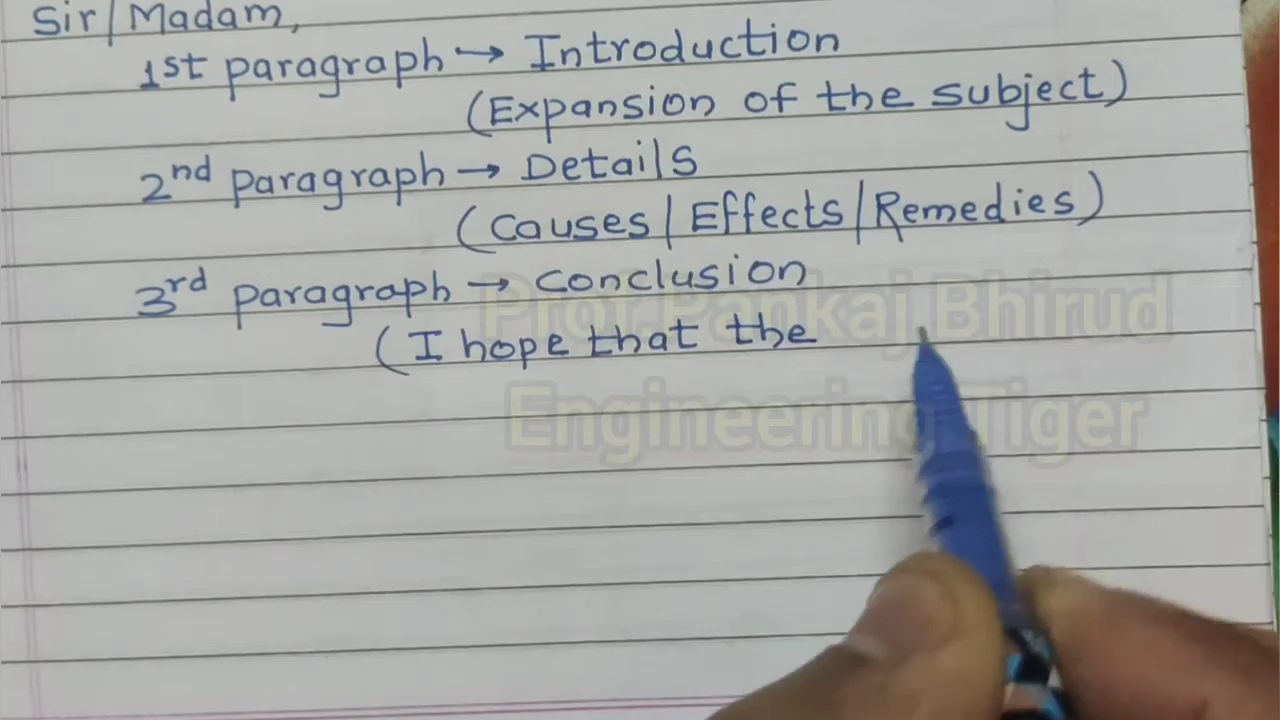 Sir/Madam,
1st paragraph → Introduction
(Expansion of the subject)
2nd paragraph → Details
(Causes/Effects/Remedies)
3rd paragraph → Conclusion
(I hope that the
Prof.Pankaj Bhirud
Engineering Tiger